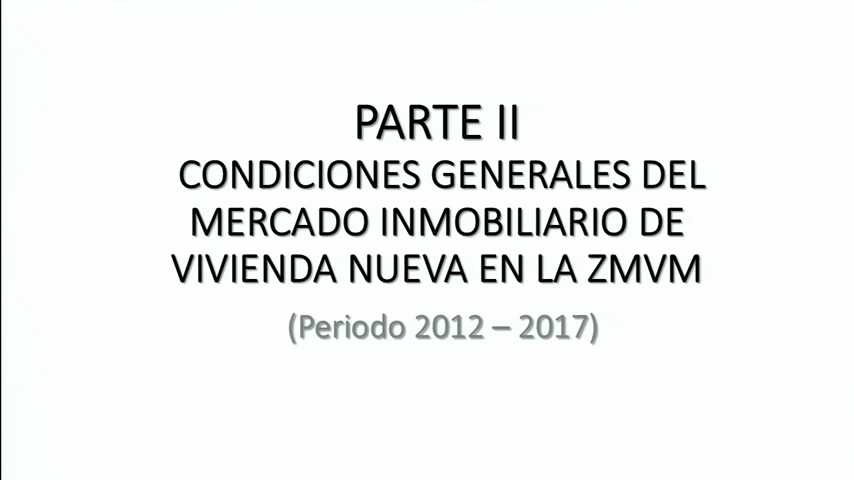 PARTE II
CONDICIONES GENERALES DEL
MERCADO INMOBILIARIO DE
VIVIENDA NUEVA EN LA ZMVM
(Periodo 2012 – 2017)